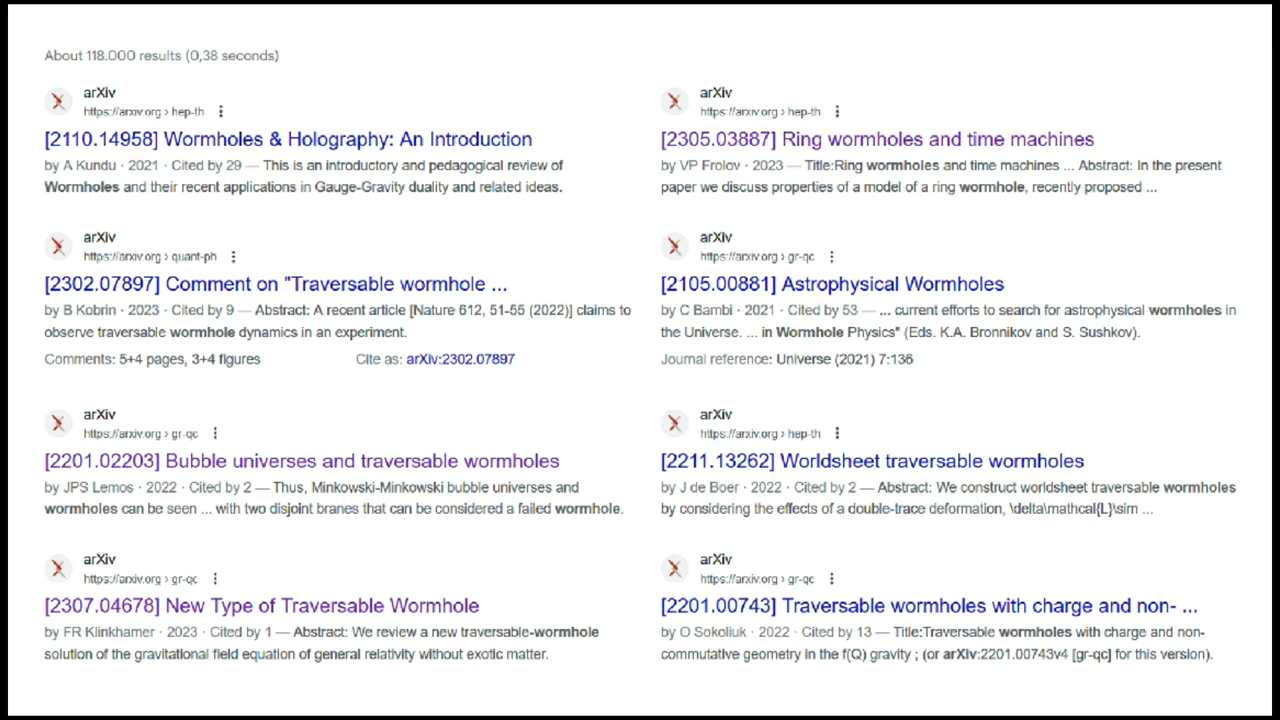 About 118.000 results (0,38 seconds)
arXiv
https://arxiv.org › hep-th
[2110.14958] Wormholes & Holography: An Introduction
by A Kundu · 2021 · Cited by 29 — This is an introductory and pedagogical review of
Wormholes and their recent applications in Gauge-Gravity duality and related ideas.
arXiv
https://arxiv.org › quant-ph
[2302.07897] Comment on "Traversable wormhole ...
by B Kobrin · 2023 · Cited by 9 — Abstract: A recent article [Nature 612, 51-55 (2022)] claims to
observe traversable wormhole dynamics in an experiment.
Comments: 5+4 pages, 3+4 figures Cite as: arXiv:2302.07897
arXiv
https://arxiv.org › gr-qc
[2201.02203] Bubble universes and traversable wormholes
by JPS Lemos · 2022 · Cited by 2 — Thus, Minkowski-Minkowski bubble universes and
wormholes can be seen ... with two disjoint branes that can be considered a failed wormhole.
arXiv
https://arxiv.org › gr-qc
[2307.04678] New Type of Traversable Wormhole
by FR Klinkhamer · 2023 · Cited by 1 — Abstract: We review a new traversable-wormhole
solution of the gravitational field equation of general relativity without exotic matter.
arXiv
https://arxiv.org › hep-th
[2305.03887] Ring wormholes and time machines
by VP Frolov · 2023 — Title:Ring wormholes and time machines ... Abstract: In the present
paper we discuss properties of a model of a ring wormhole, recently proposed ...
arXiv
https://arxiv.org › gr-qc
[2105.00881] Astrophysical Wormholes
by C Bambi · 2021 · Cited by 53 — ... current efforts to search for astrophysical wormholes in
the Universe. ... in Wormhole Physics" (Eds. K.A. Bronnikov and S. Sushkov).
Journal reference: Universe (2021) 7:136
arXiv
https://arxiv.org › hep-th
[2211.13262] Worldsheet traversable wormholes
by J de Boer · 2022 · Cited by 2 — Abstract: We construct worldsheet traversable wormholes
by considering the effects of a double-trace deformation, \delta\mathcal{L}\sim ...
arXiv
https://arxiv.org › gr-qc
[2201.00743] Traversable wormholes with charge and non- ...
by O Sokoliuk · 2022 · Cited by 13 — Title:Traversable wormholes with charge and non-
commutative geometry in the f(Q) gravity ; (or arXiv:2201.00743v4 [gr-qc] for this version).